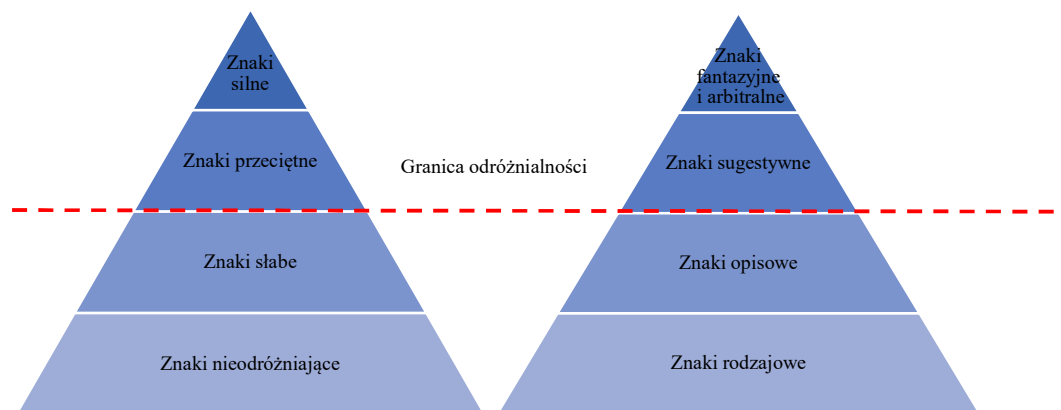 Znaki
silne
Znaki przeciętne
Znaki słabe
Znaki nieodróżniające
Granica odróżnialności
Znaki
fantazyjne
i arbitralne
Znaki sugestywne
Znaki opisowe
Znaki rodzajowe